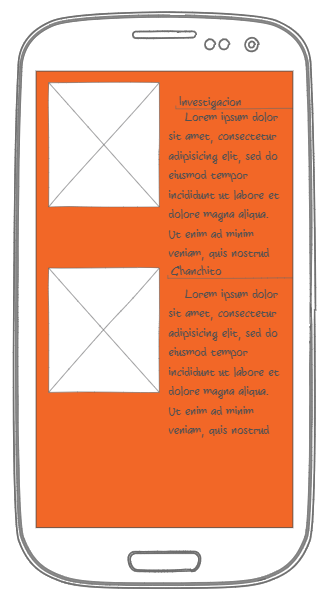 Investigacion
Lorem ipsum dolor
sit amet, consectetur
adipisicing elit, sed do
eiusmod tempor
incididunt ut labore et
dolore magna aliqua.
Ut enim ad minim
veniam, quis nostrud
Chanchito
Lorem ipsum dolor
sit amet, consectetur
adipisicing elit, sed do
eiusmod tempor
incididunt ut labore et
dolore magna aliqua.
Ut enim ad minim
veniam, quis nostrud